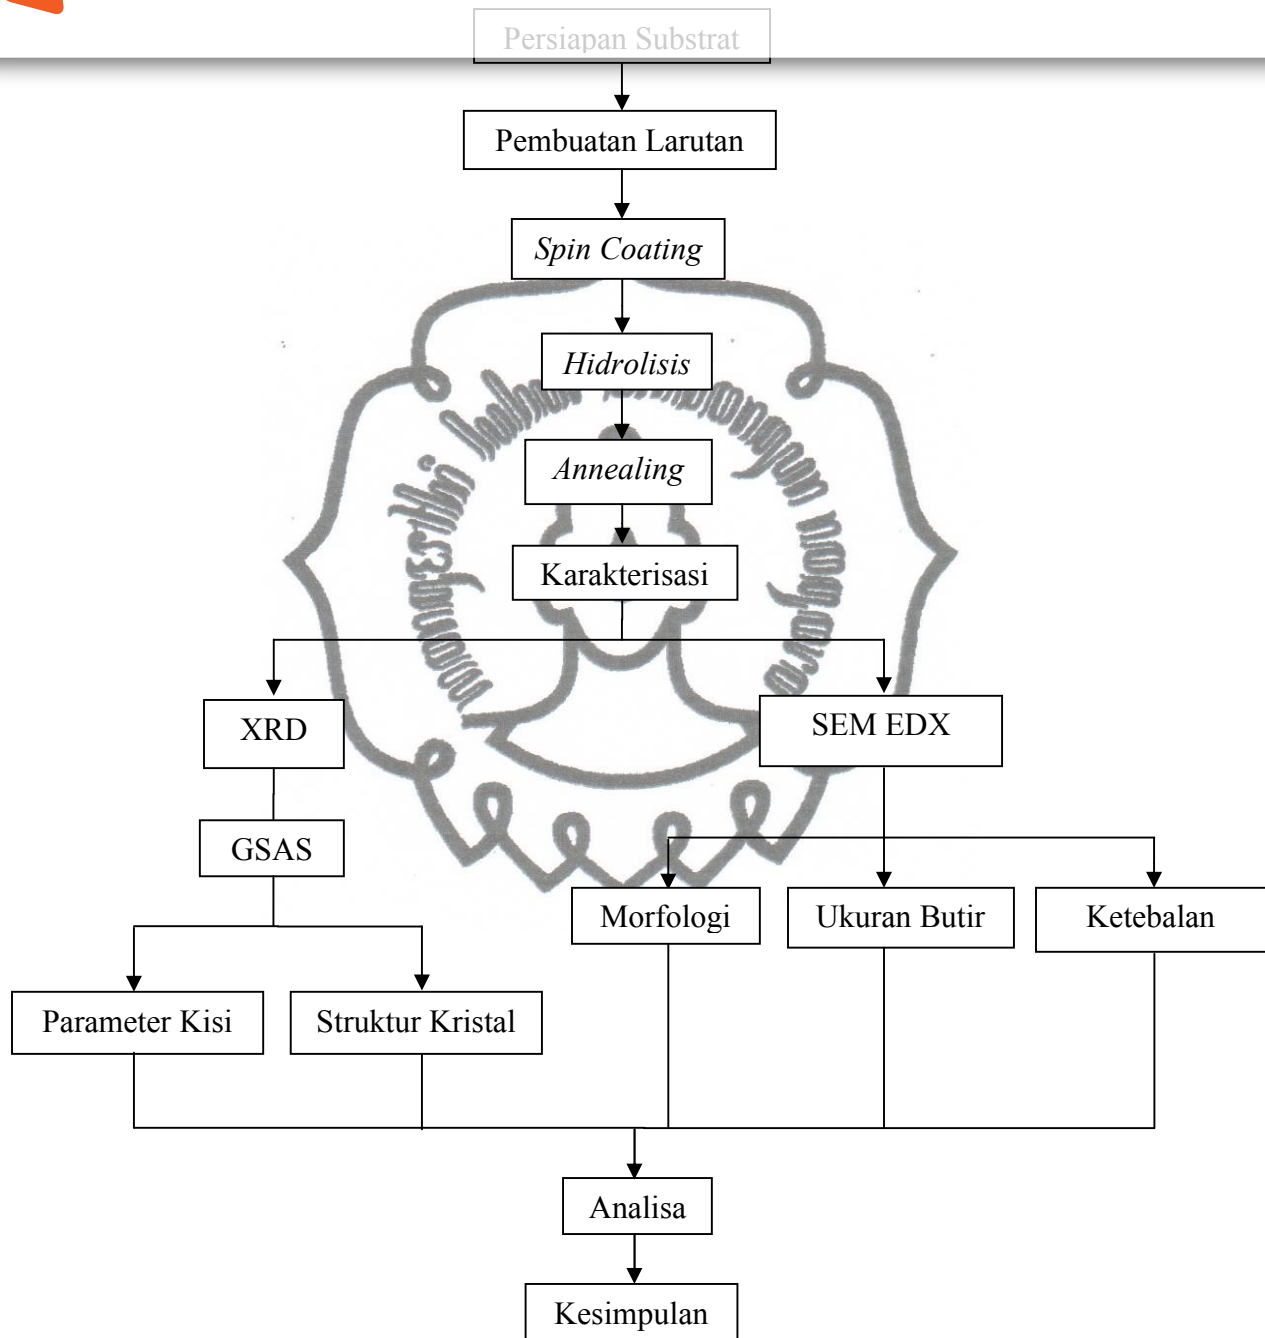 Persiapan Substrat
Pembuatan Larutan
Spin Coating
Hidrolisis
Annealing
Karakterisasi
XRD
SEM EDX
GSAS
Morfologi
Ukuran Butir
Ketebalan
Parameter Kisi
Struktur Kristal
Analisa
Kesimpulan